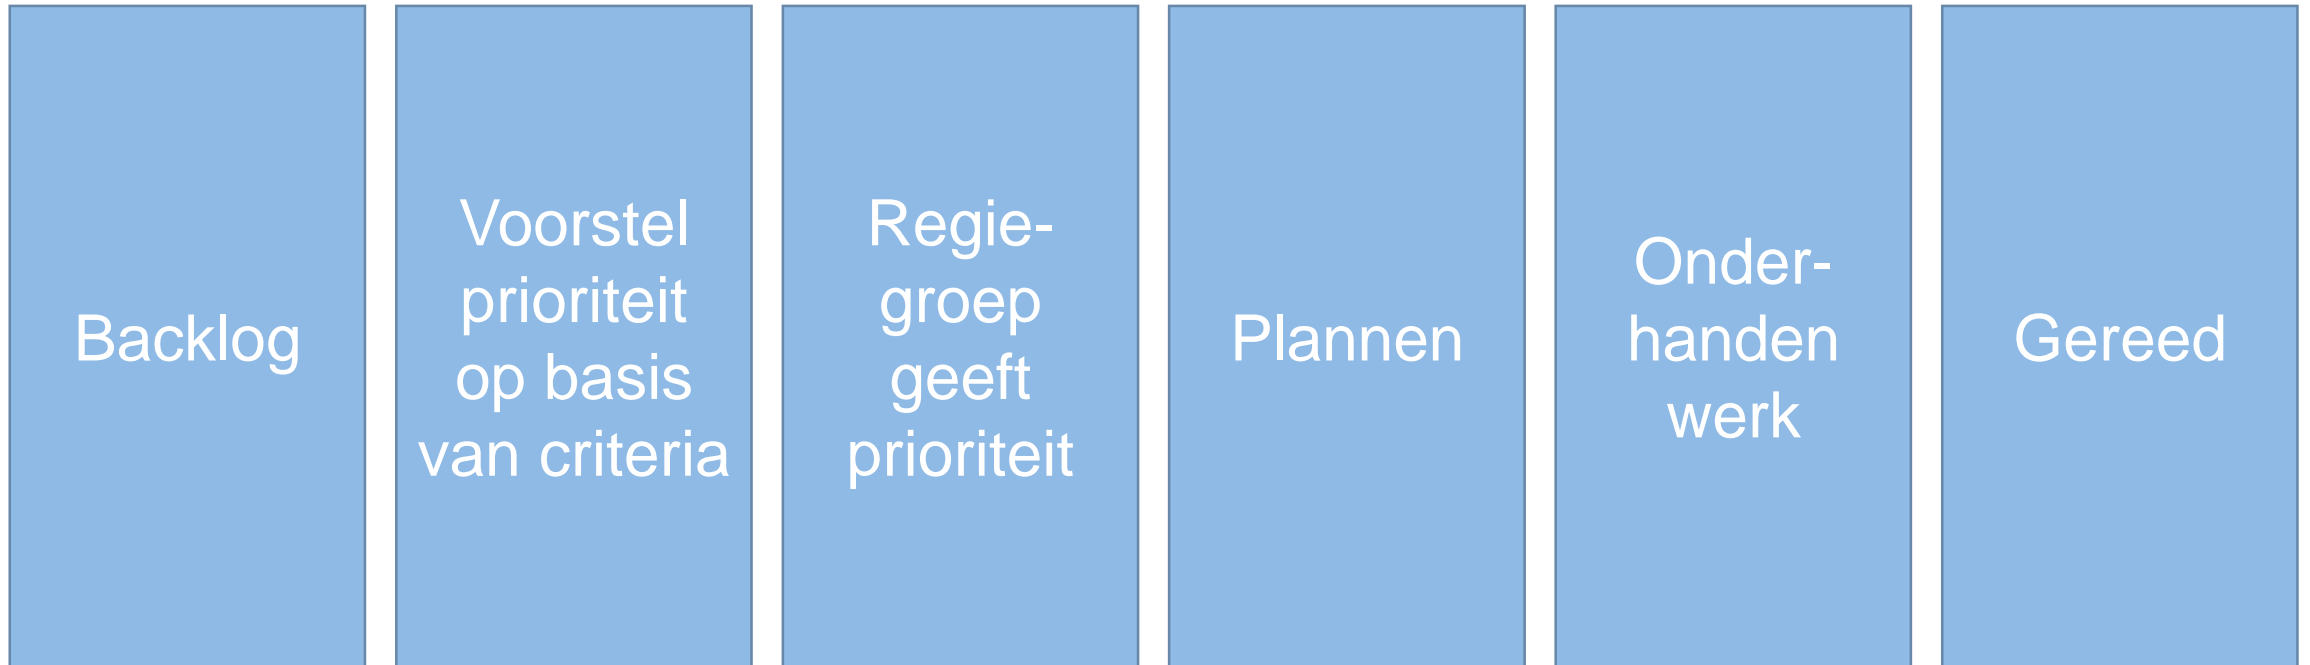 Backlog
Voorstel
prioriteit
op basis
van criteria
Regie-
groep
geeft
prioriteit
Plannen
Onder-
handen
werk
Gereed